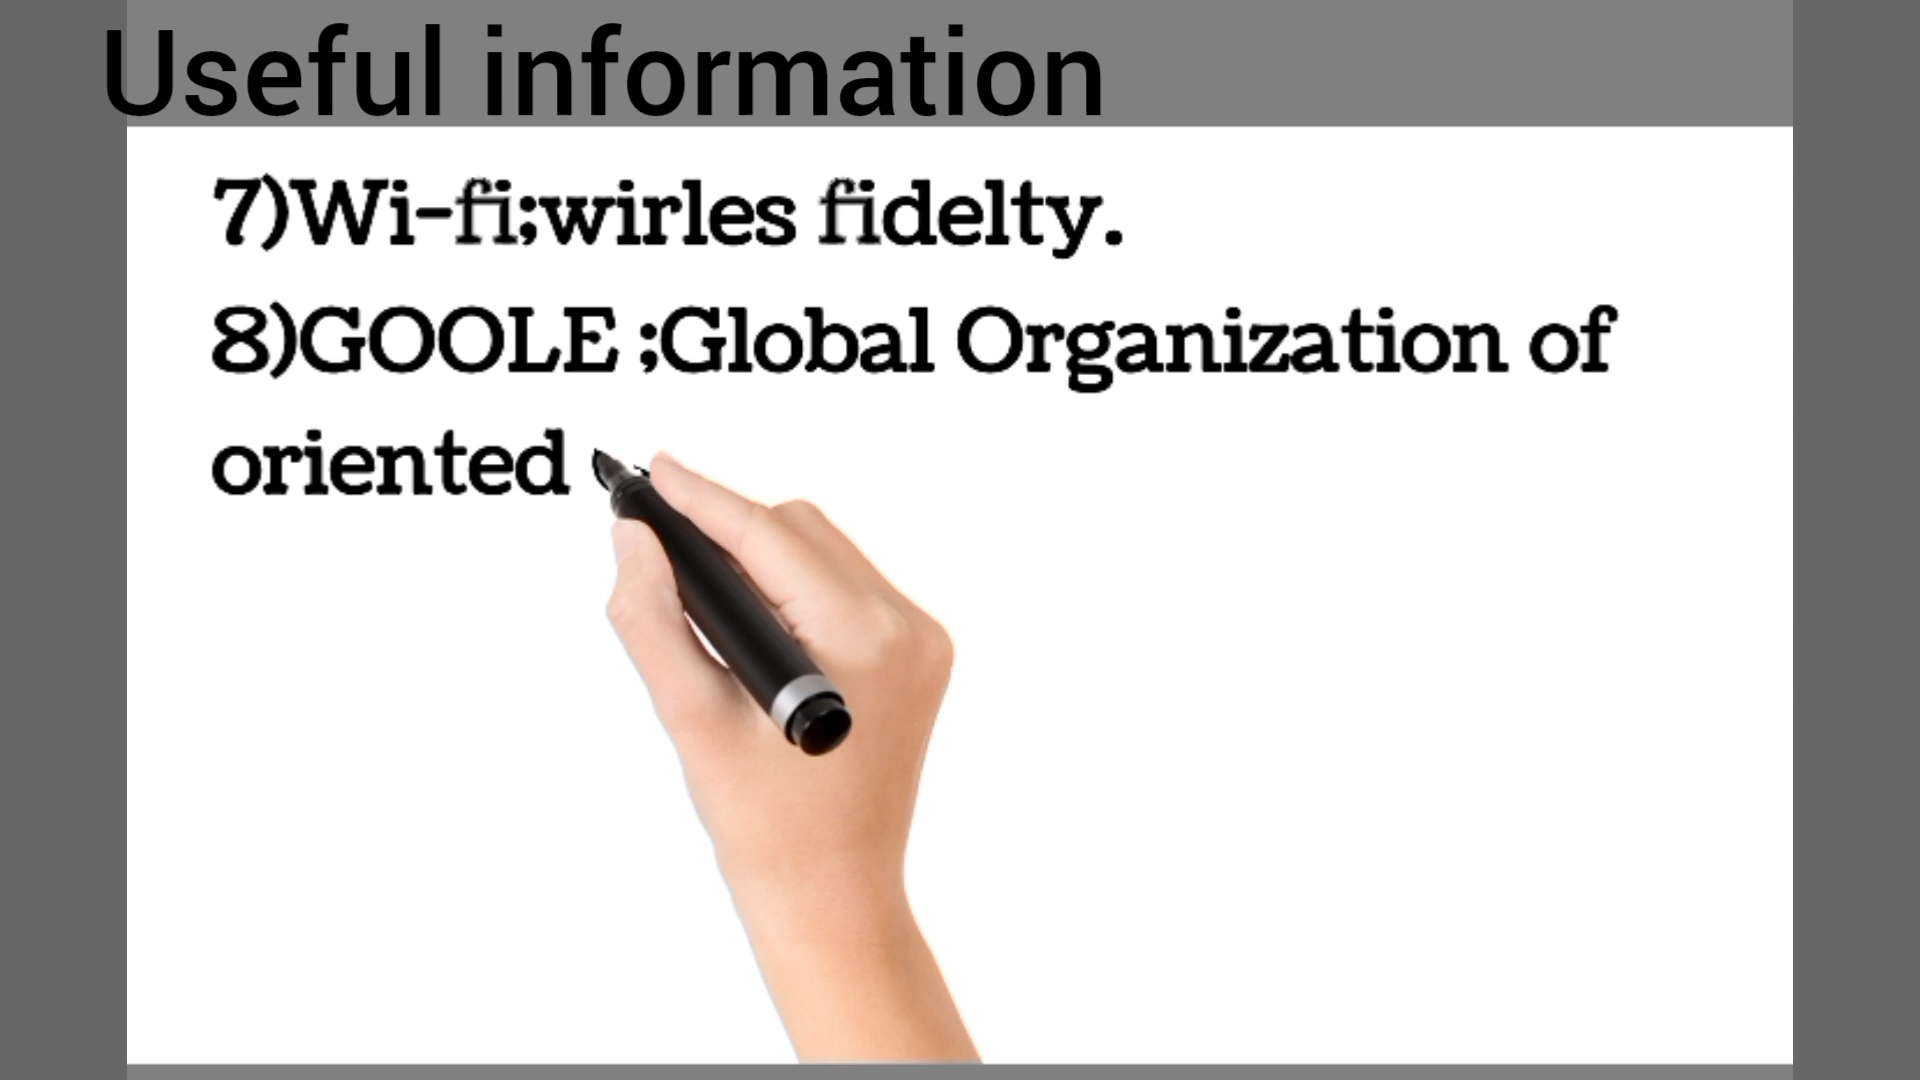 Useful information
7)Wi-fi;wirles fidelty.
8)GOOLE ;Global Organization of
oriented